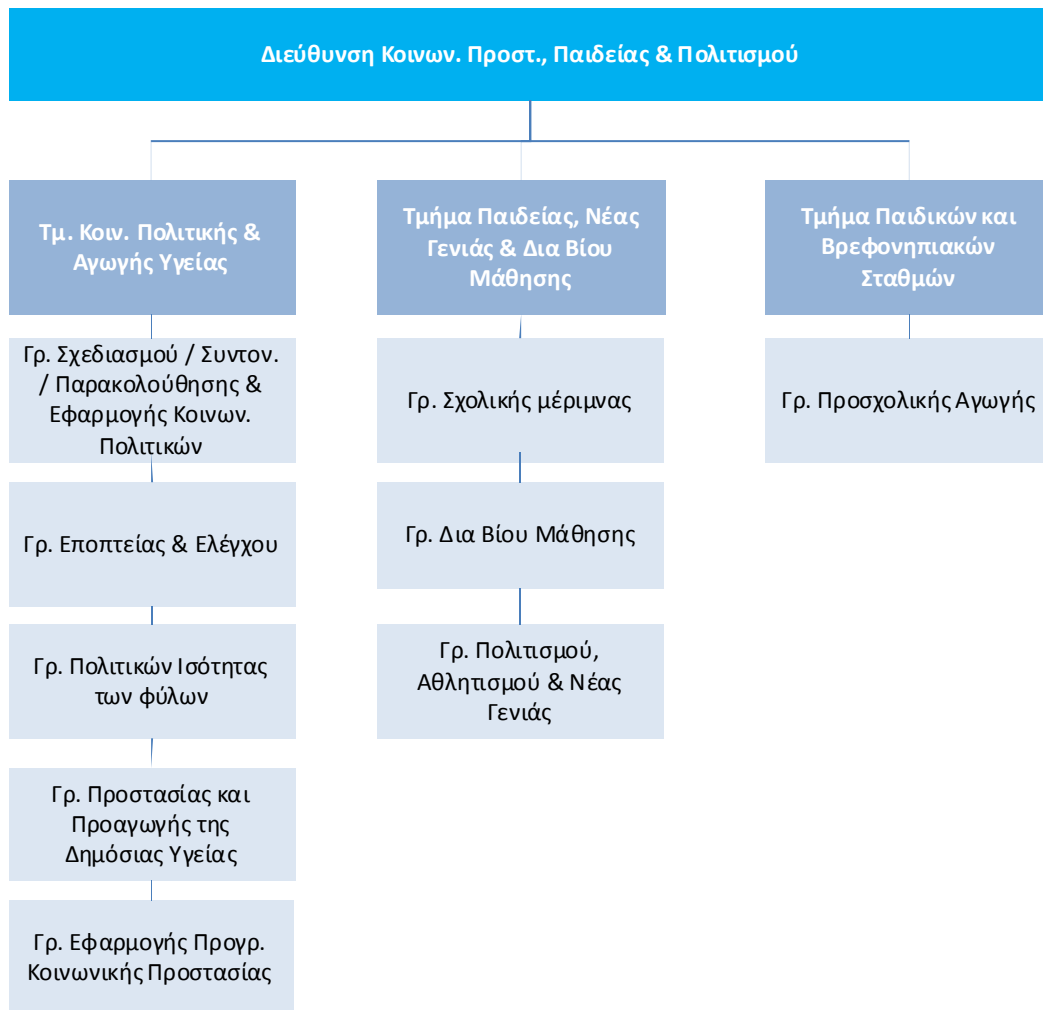 Διεύθυνση Κοινων. Προστ., Παιδείας & Πολιτισμού
Τμ. Κοιν. Πολιτικής &
Αγωγής Υγείας
Γρ. Σχεδιασμού / Συντον.
/ Παρακολούθησης &
Εφαρμογής Κοινων.
Πολιτικών
Γρ. Εποπτείας & Ελέγχου
Γρ. Πολιτικών Ισότητας
των φύλων
Γρ. Προστασίας και
Προαγωγής της
Δημόσιας Υγείας
Γρ. Εφαρμογής Προγρ.
Κοινωνικής Προστασίας
Τμήμα Παιδείας, Νέας
Γενιάς & Δια Βίου
Μάθησης
Γρ. Σχολικής μέριμνας
Γρ. Δια Βίου Μάθησης
Γρ. Πολιτισμού,
Αθλητισμού & Νέας
Γενιάς
Τμήμα Παιδικών και
Βρεφονηπιακών
Σταθμών
Γρ. Προσχολικής Αγωγής